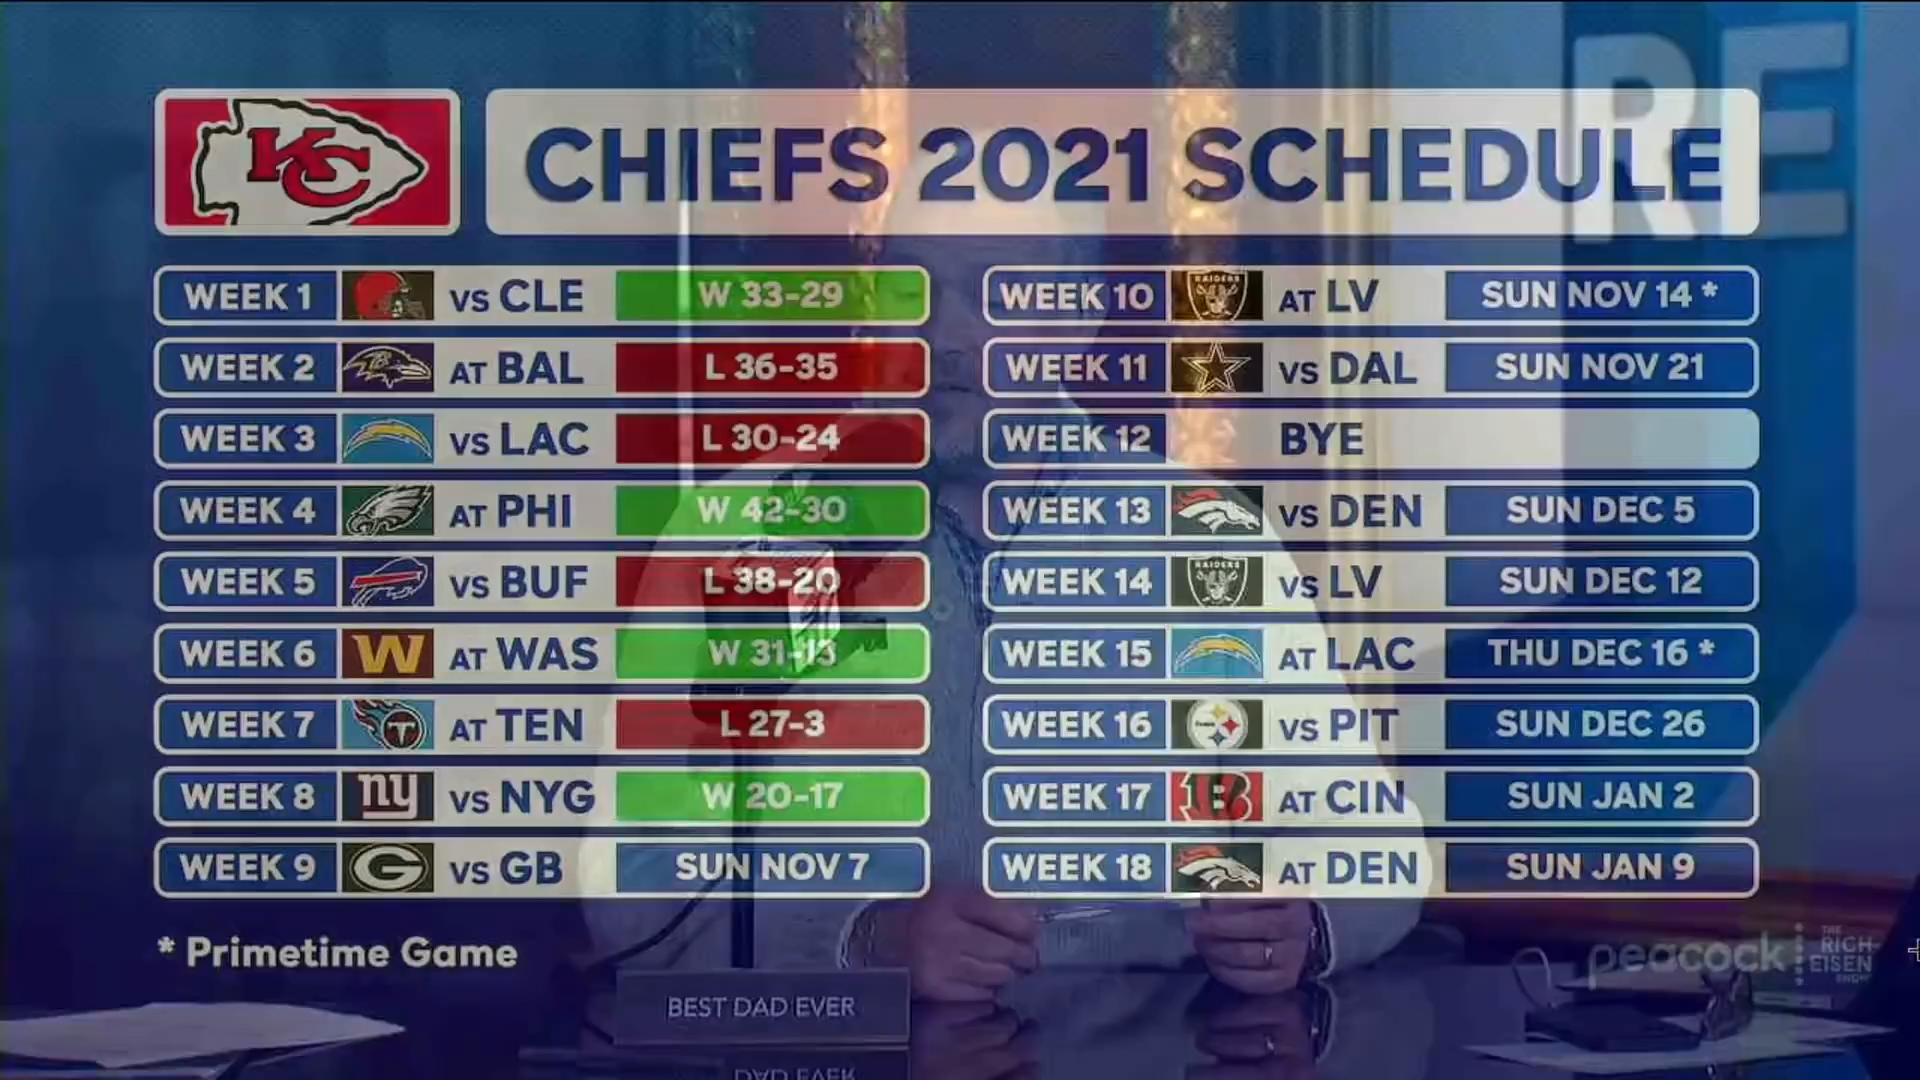 KC
CHIEFS 2021 SCHEDULE
RE
WEEK 1 VS CLE W 33-29
WEEK 2 AT BAL L 36-35
WEEK 3 VS LAC L 30-24
WEEK 4 AT PHI W 42-30
WEEK 5 VS BUF L 38-20
WEEK 6 W AT WAS W 31-13
WEEK 7 T AT TEN L 27-3
WEEK 8 ny VS NYG W 20-17
WEEK 9 G VS GB SUN NOV 7
WEEK 10 RAIDERS AT LV SUN NOV 14 *
WEEK 11 VS DAL SUN NOV 21
WEEK 12 BYE
WEEK 13 VS DEN SUN DEC 5
WEEK 14 RAIDERS VS LV SUN DEC 12
WEEK 15 AT LAC THU DEC 16 *
WEEK 16 VS PIT SUN DEC 26
WEEK 17 B AT CIN SUN JAN 2
WEEK 18 AT DEN SUN JAN 9
* Primetime Game
peacock
THE
RICH
EISEN
SHOW
BEST DAD EVER